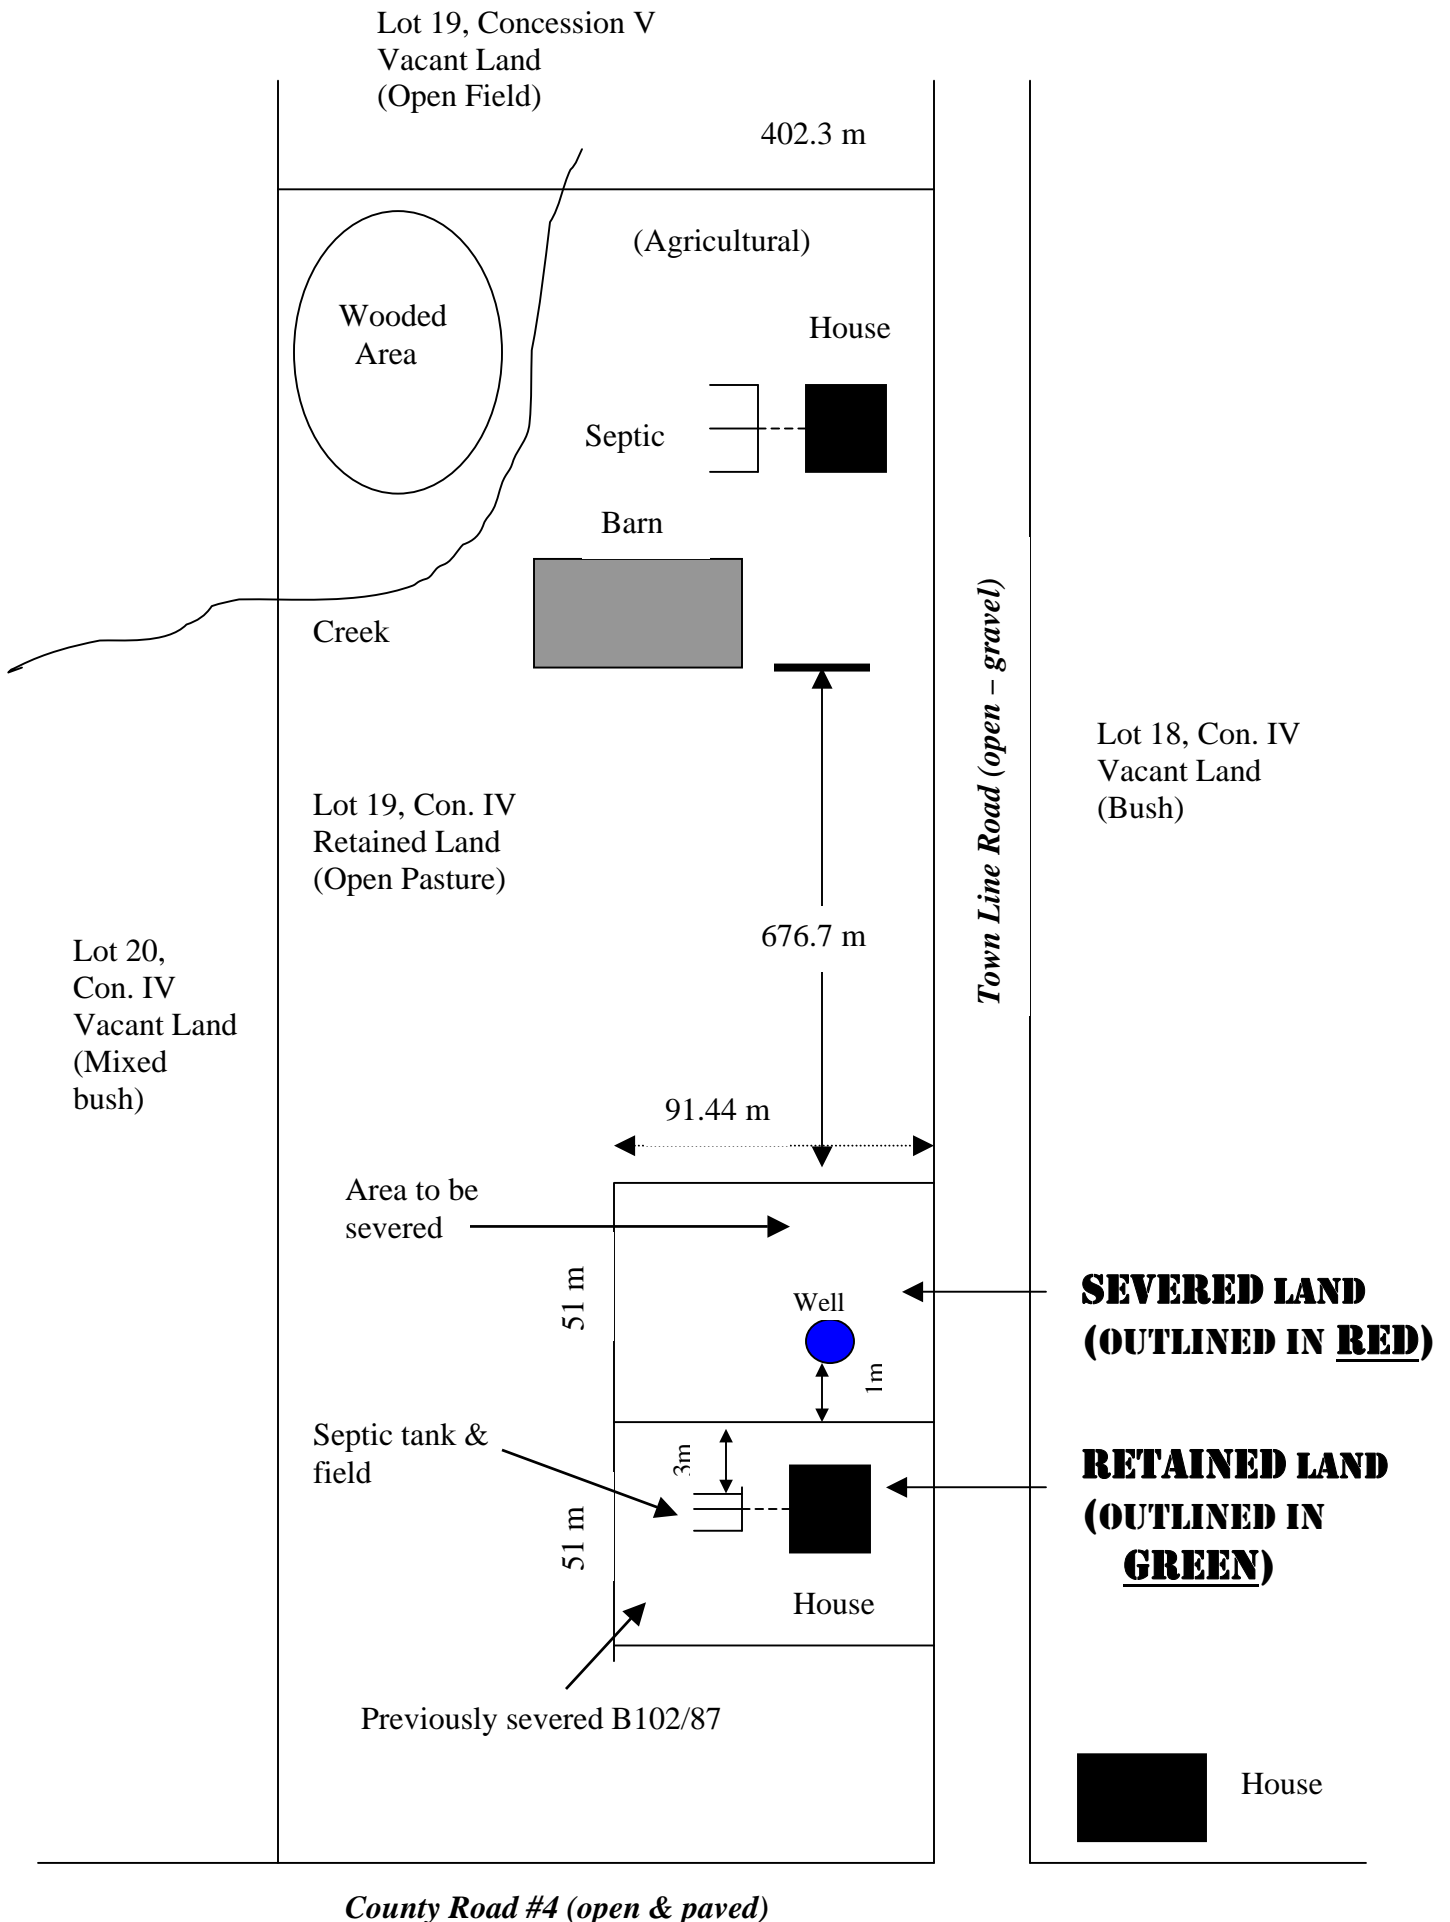 Lot 19, Concession V
Vacant Land
(Open Field)
402.3 m
(Agricultural)
Wooded
Area
House
Septic
Barn
Creek
Town Line Road (open – gravel)
Lot 18, Con. IV
Vacant Land
(Bush)
Lot 19, Con. IV
Retained Land
(Open Pasture)
676.7 m
Lot 20,
Con. IV
Vacant Land
(Mixed
bush)
91.44 m
Area to be
severed
51 m
Well
1m
SEVERED LAND
(OUTLINED IN RED)
Septic tank &
field
3m
51 m
RETAINED LAND
(OUTLINED IN
GREEN)
House
Previously severed B102/87
House
County Road #4 (open & paved)